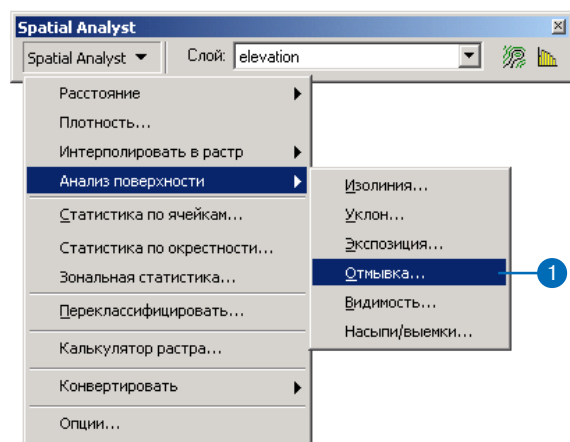 Spatial Analyst
Spatial Analyst Слой: elevation
Расстояние
Плотность...
Интерполировать в растр
Анализ поверхности
Статистика по ячейкам...
Статистика по окрестности...
Зональная статистика...
Переклассифицировать...
Калькулятор растра...
Конвертировать
Опции...
Изолиния...
Уклон...
Экспозиция...
Отмывка...
1
Видимость...
Насыпи/выемки...